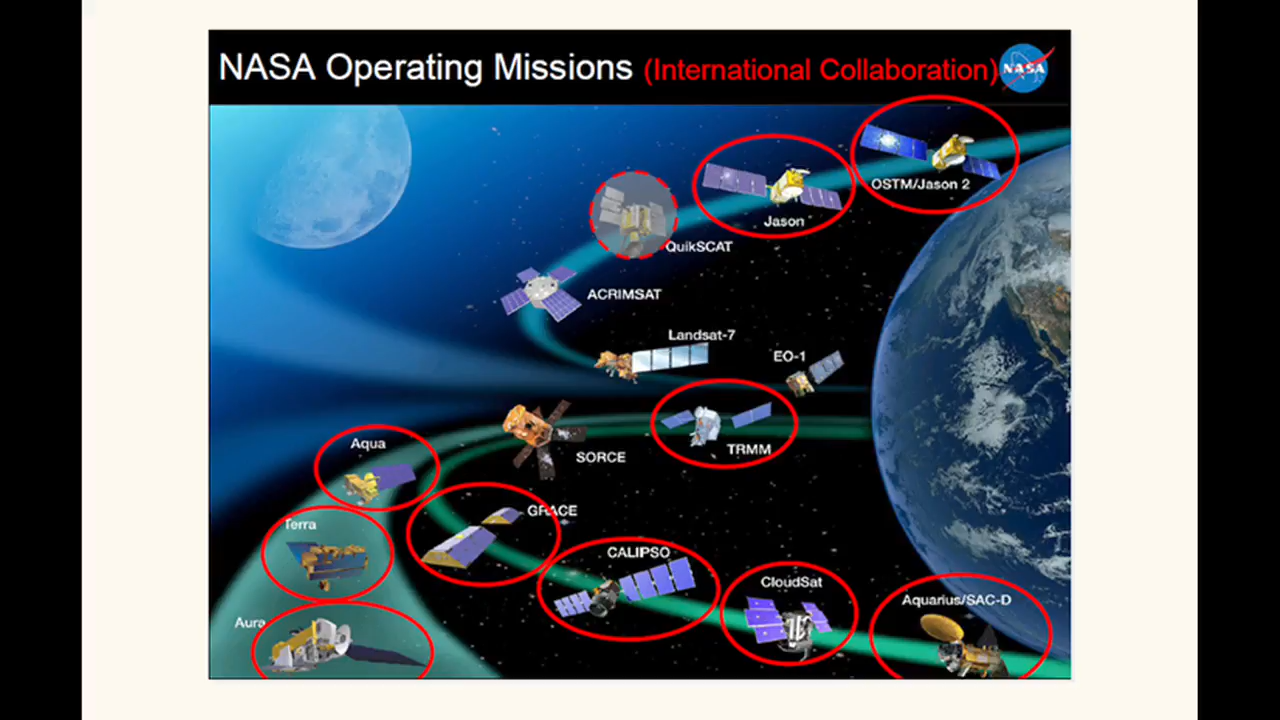 NASA Operating Missions (International Collaboration)
NASA
OSTM/Jason 2
Jason
QuikSCAT
ACRIMSAT
Landsat-7
EO-1
TRMM
SORCE
Aqua
GRACE
Terra
CALIPSO
CloudSat
Aquarius/SAC-D
Aura